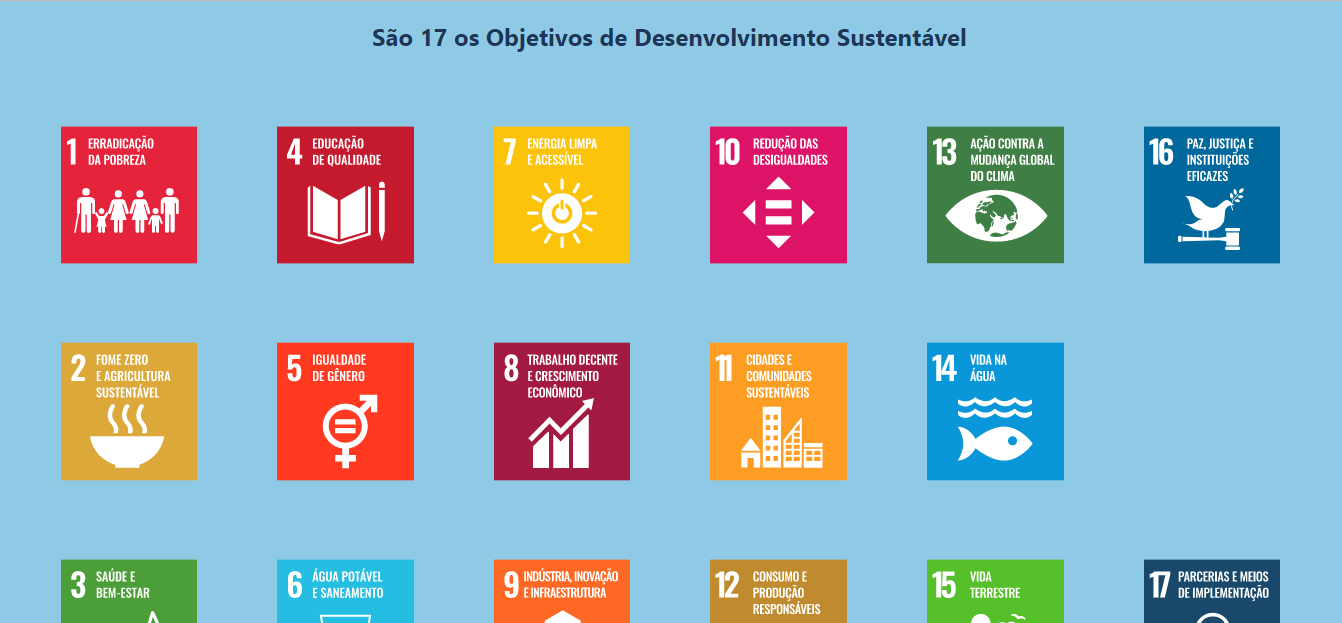 São 17 os Objetivos de Desenvolvimento Sustentável
1 ERRADICAÇÃO
DA POBREZA
4 EDUCAÇÃO
DE QUALIDADE
7 ENERGIA LIMPA
E ACESSÍVEL
10 REDUÇÃO DAS
DESIGUALDADES
13 AÇÃO CONTRA A
MUDANÇA GLOBAL
DO CLIMA
16 PAZ, JUSTIÇA E
INSTITUIÇÕES
EFICAZES
2 FOME ZERO
E AGRICULTURA
SUSTENTÁVEL
5 IGUALDADE
DE GÊNERO
8 TRABALHO DECENTE
E CRESCIMENTO
ECONÔMICO
11 CIDADES E
COMUNIDADES
SUSTENTÁVEIS
14 VIDA NA
ÁGUA
3 SAÚDE E
BEM-ESTAR
6 ÁGUA POTÁVEL
E SANEAMENTO
9 INDÚSTRIA, INOVAÇÃO
E INFRAESTRUTURA
12 CONSUMO E
PRODUÇÃO
RESPONSÁVEIS
15 VIDA
TERRESTRE
17 PARCERIAS E MEIOS
DE IMPLEMENTAÇÃO